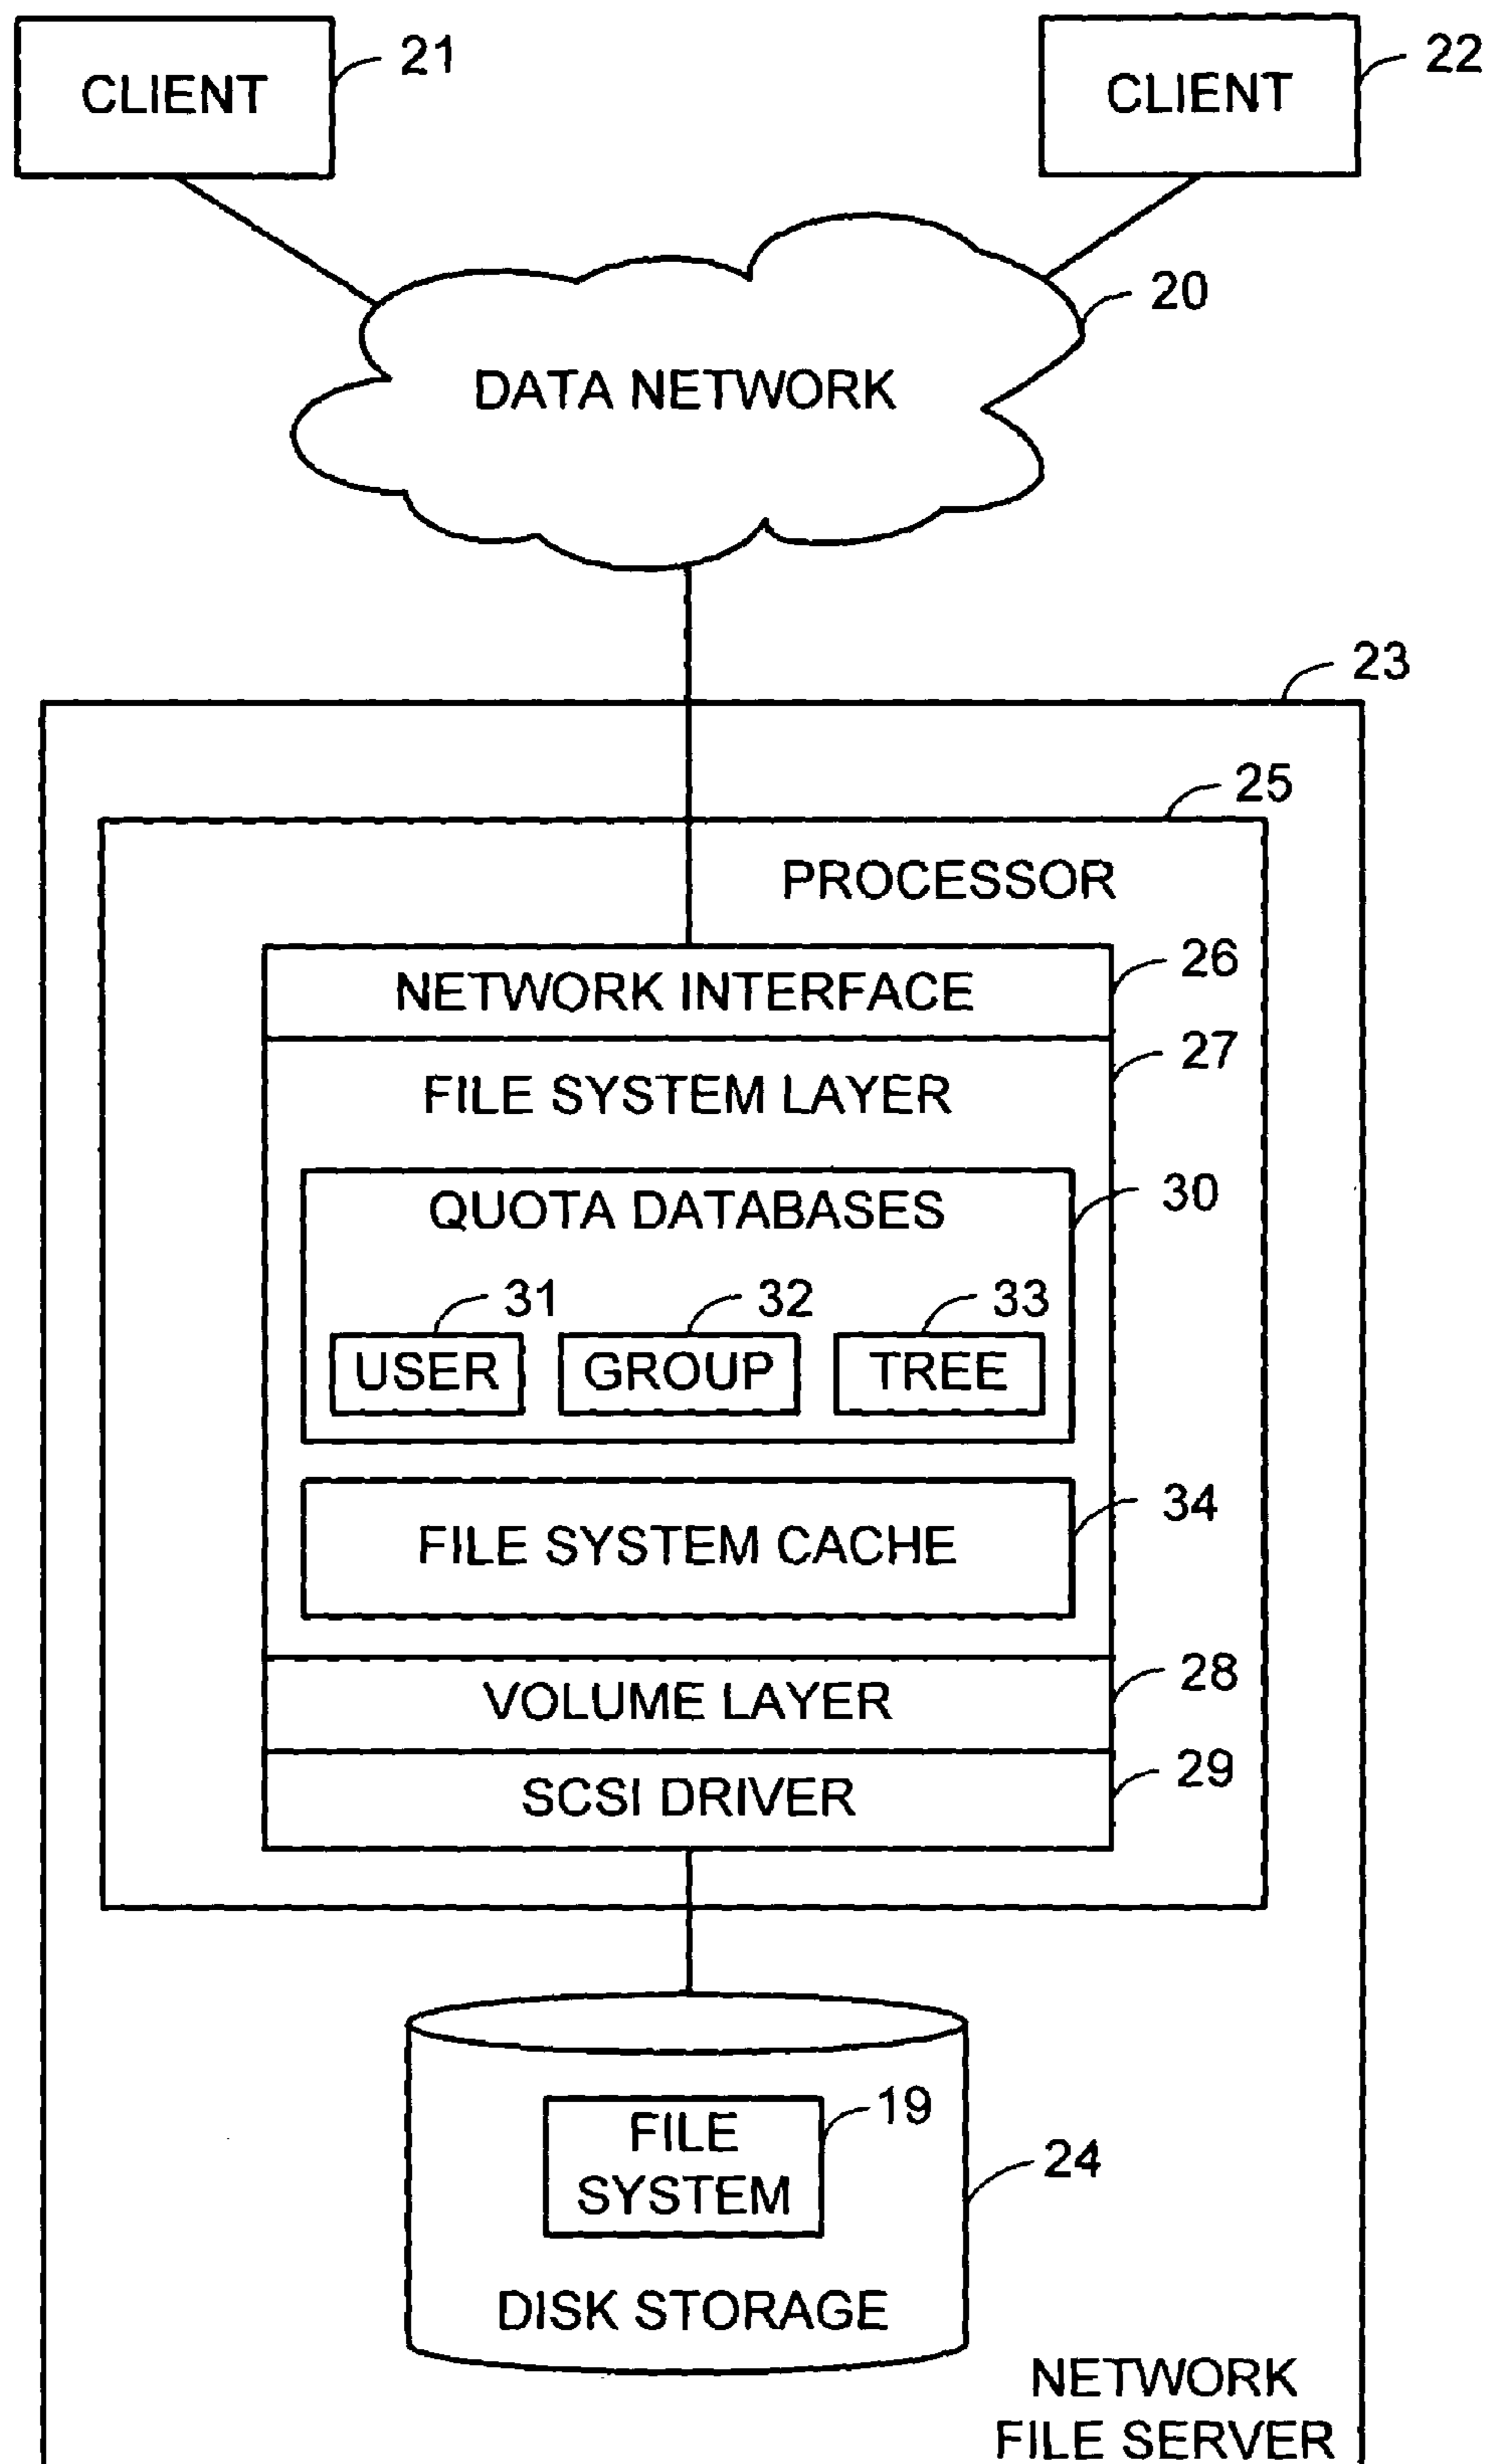 CLIENT
21
CLIENT
22
20
DATA NETWORK
23
25
PROCESSOR
26
NETWORK INTERFACE
27
FILE SYSTEM LAYER
30
QUOTA DATABASES
31
32
33
USER
GROUP
TREE
34
FILE SYSTEM CACHE
28
VOLUME LAYER
29
SCSI DRIVER
19
FILE
SYSTEM
24
DISK STORAGE
NETWORK
FILE SERVER